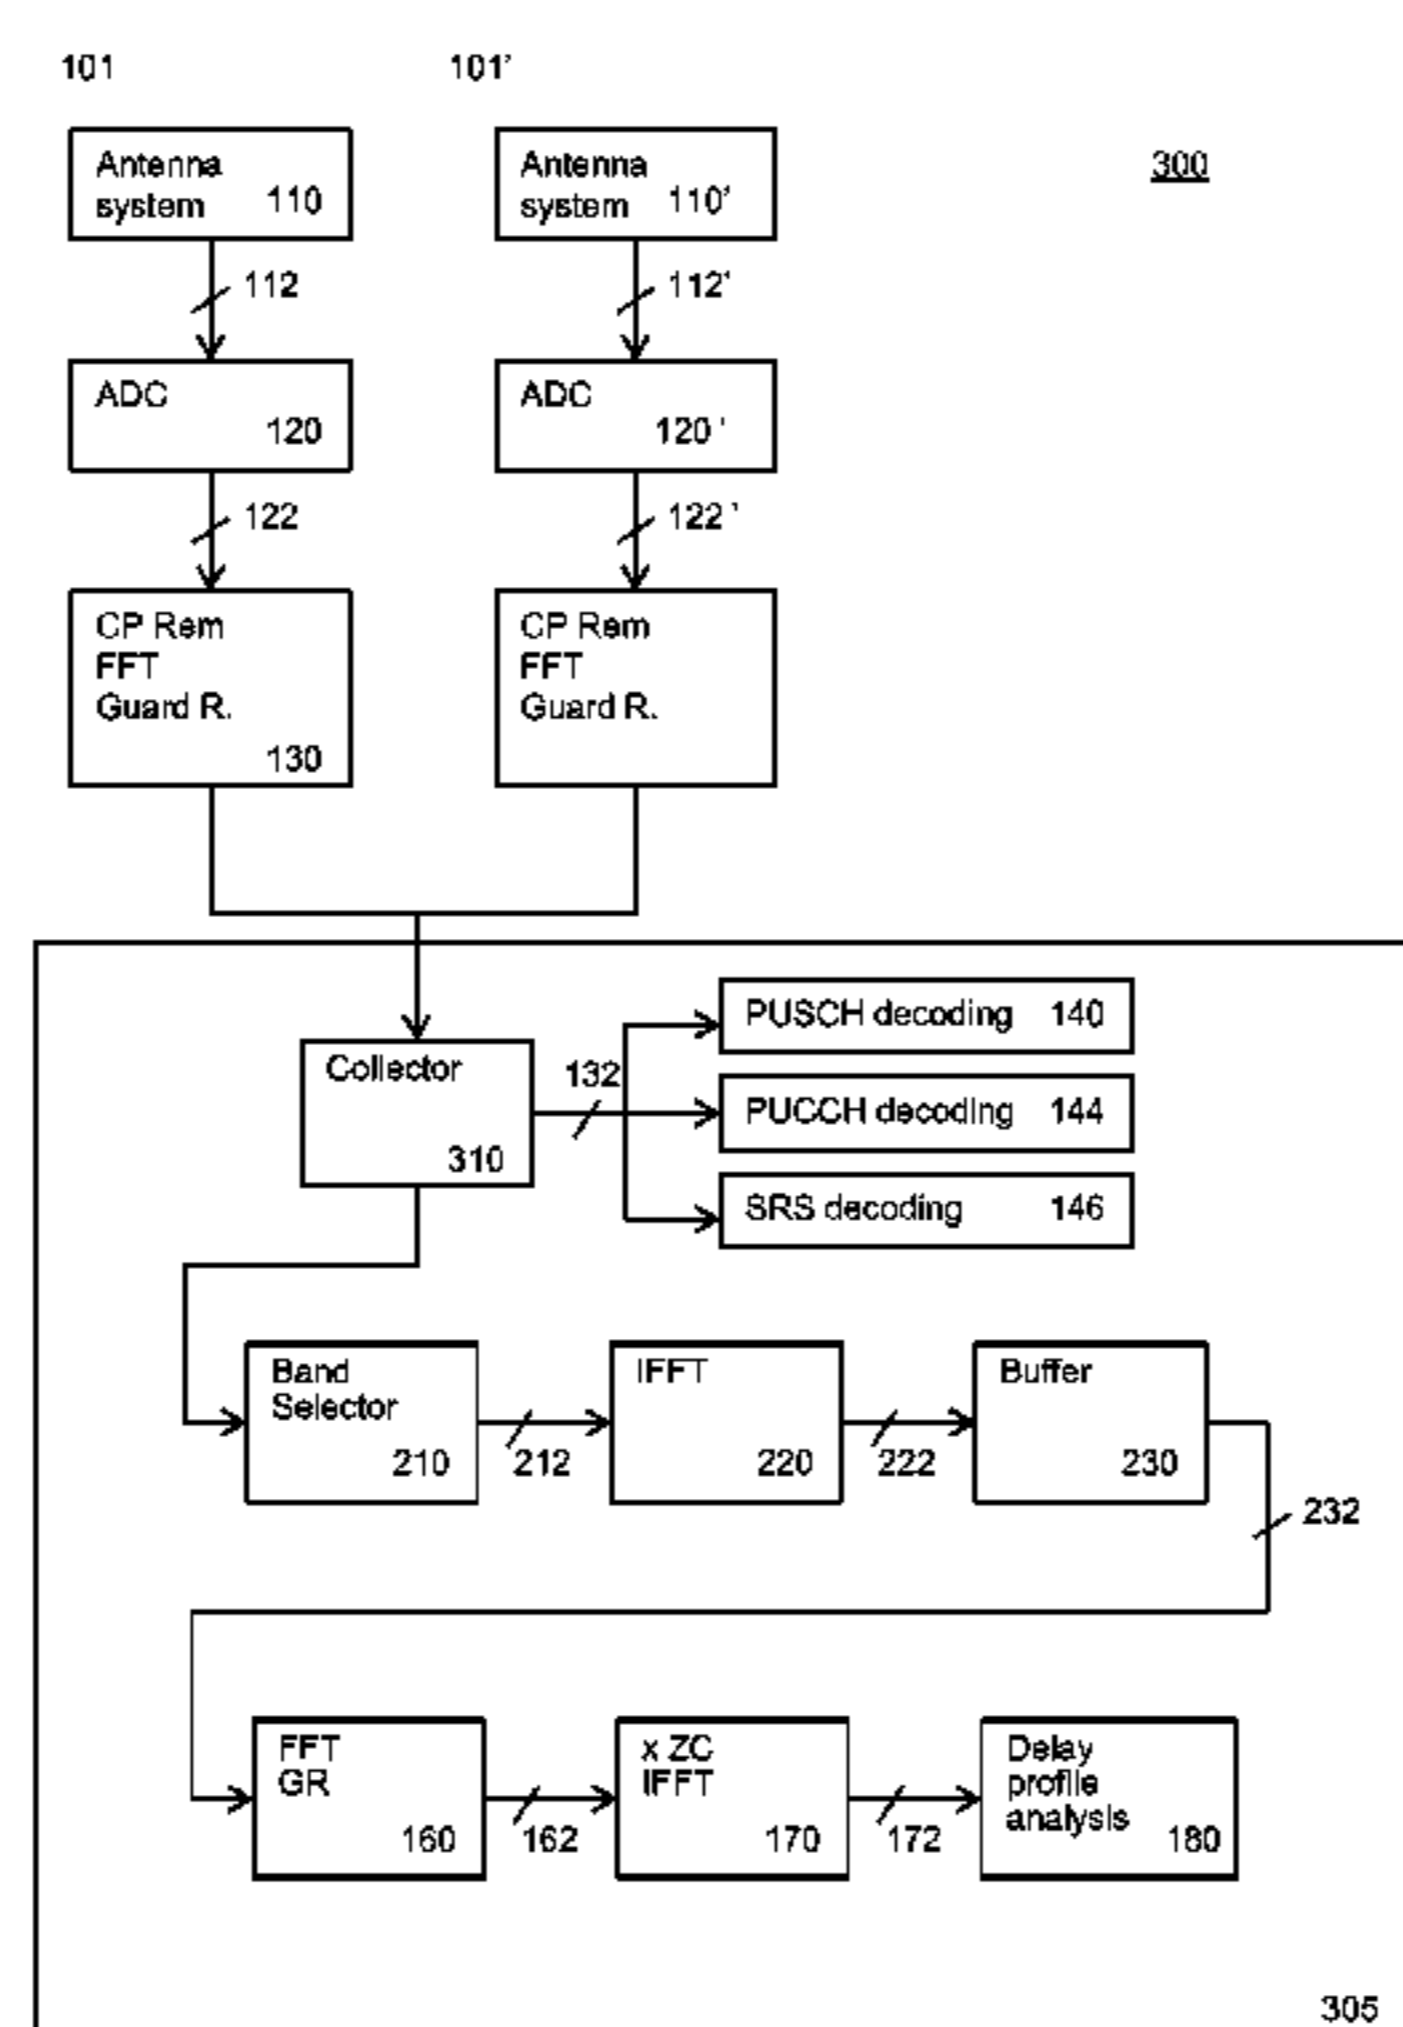 101
101'
300
Antenna
system 110
Antenna
system 110'
112
112'
ADC
120
ADC
120 '
122
122 '
CP Rem
FFT
Guard R.
130
CP Rem
FFT
Guard R.
Collector
310
132
PUSCH decoding 140
PUCCH decoding 144
SRS decoding 146
Band
Selector
210
212
IFFT
220
222
Buffer
230
232
FFT
GR
160
162
x ZC
IFFT
170
172
Delay
profile
analysis
180
305